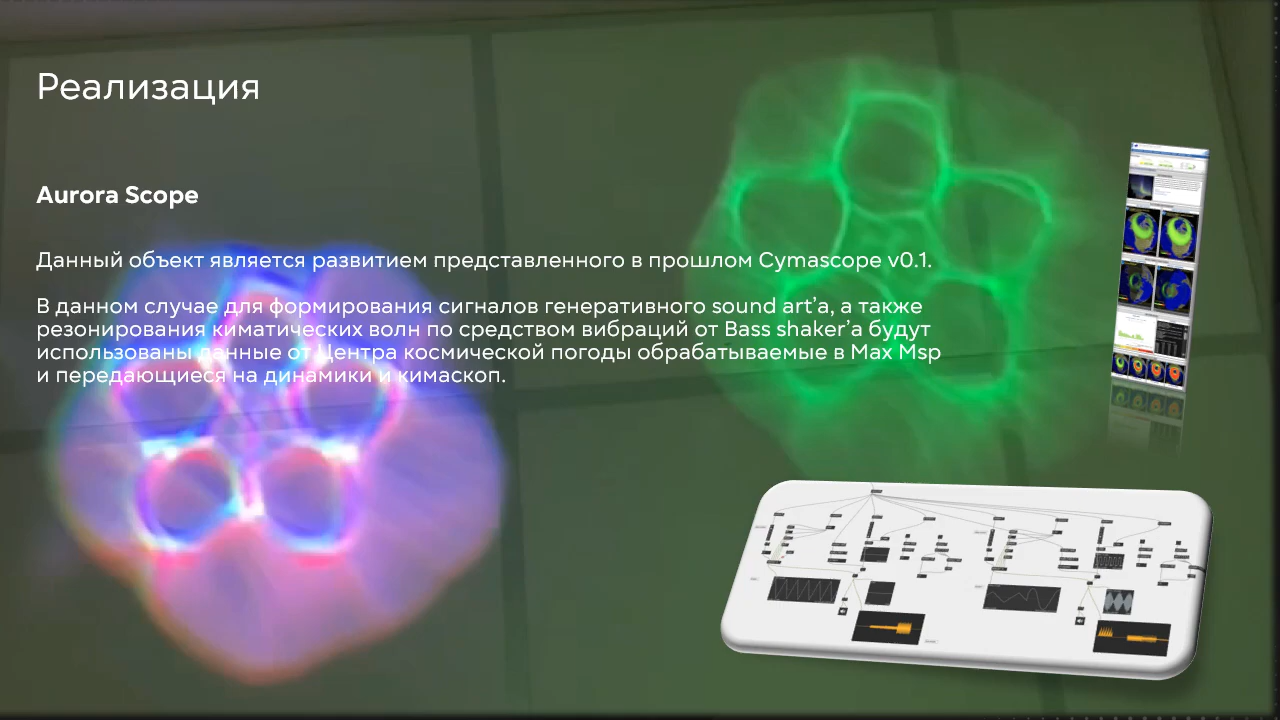 Реализация
Aurora Scope
Данный объект является развитием представленного в прошлом Cymascope v0.1.
В данном случае для формирования сигналов генеративного sound art’а, а также
резонирования киматических волн по средством вибраций от Bass shaker’а будут
использованы данные от Центра космической погоды обрабатываемые в Max Msp
и передающиеся на динамики и кимаскоп.